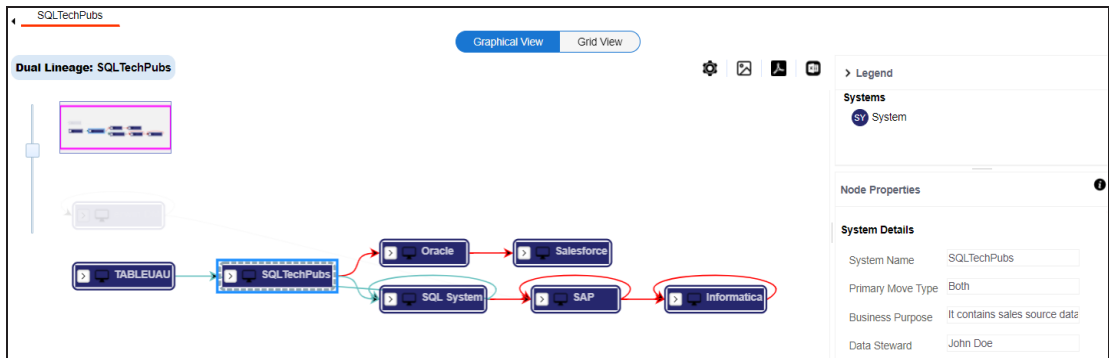 SQLTechPubs
Graphical View Grid View
Dual Lineage: SQLTechPubs
Legend
Systems
SY System
Node Properties
System Details
System Name SQLTechPubs
Primary Move Type Both
Business Purpose It contains sales source data
Data Steward John Doe
Oracle Salesforce
TABLEUAU SQLTechPubs
SQL System SAP Informatica